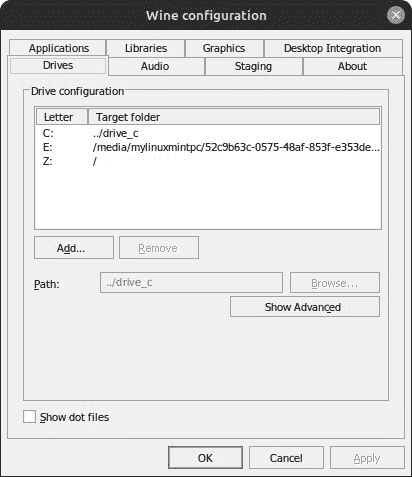 Wine configuration
Applications Libraries Graphics Desktop Integration
Drives Audio Staging About
Drive configuration
Letter Target folder
C: ../drive_c
E: /media/mylinuxmintpc/52c9b63c-0575-48af-853f-e353de...
Z: /
Add... Remove
Path: ../drive_c Browse...
Show Advanced
Show dot files
OK Cancel Apply